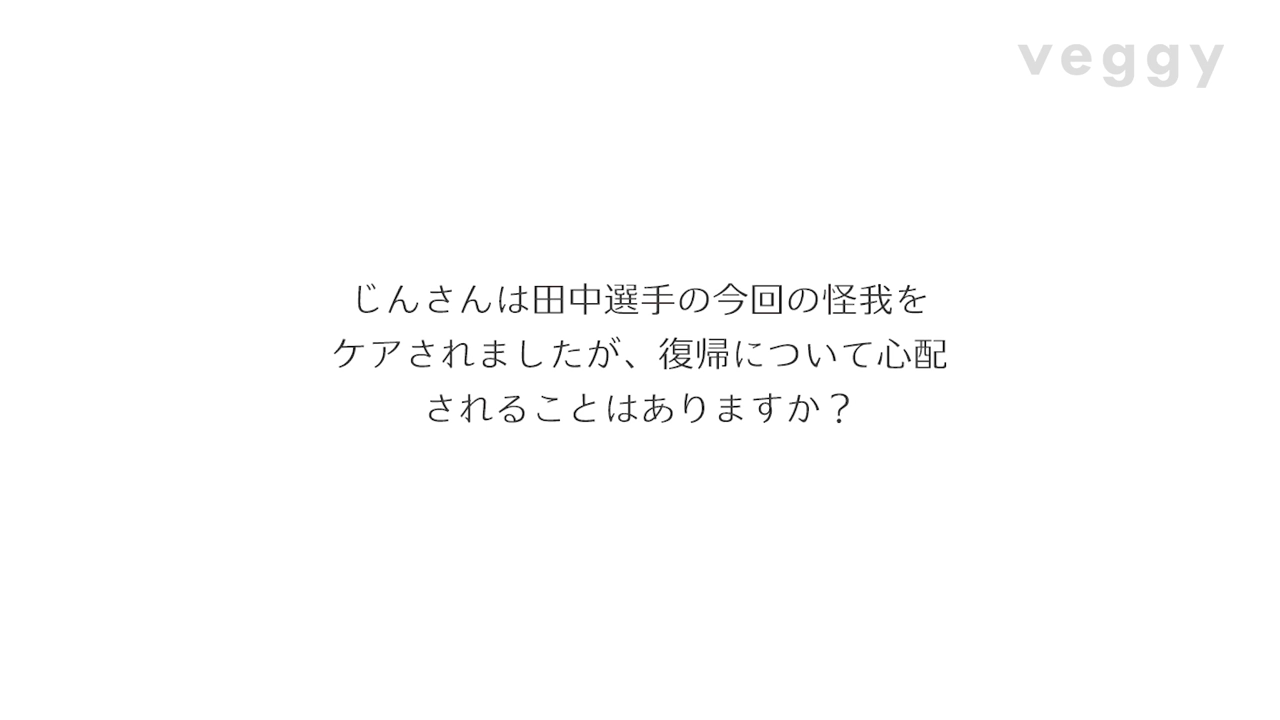 veggy
じんさんは田中選手の今回の怪我を
ケアされましたが、復帰について心配
されることはありますか？